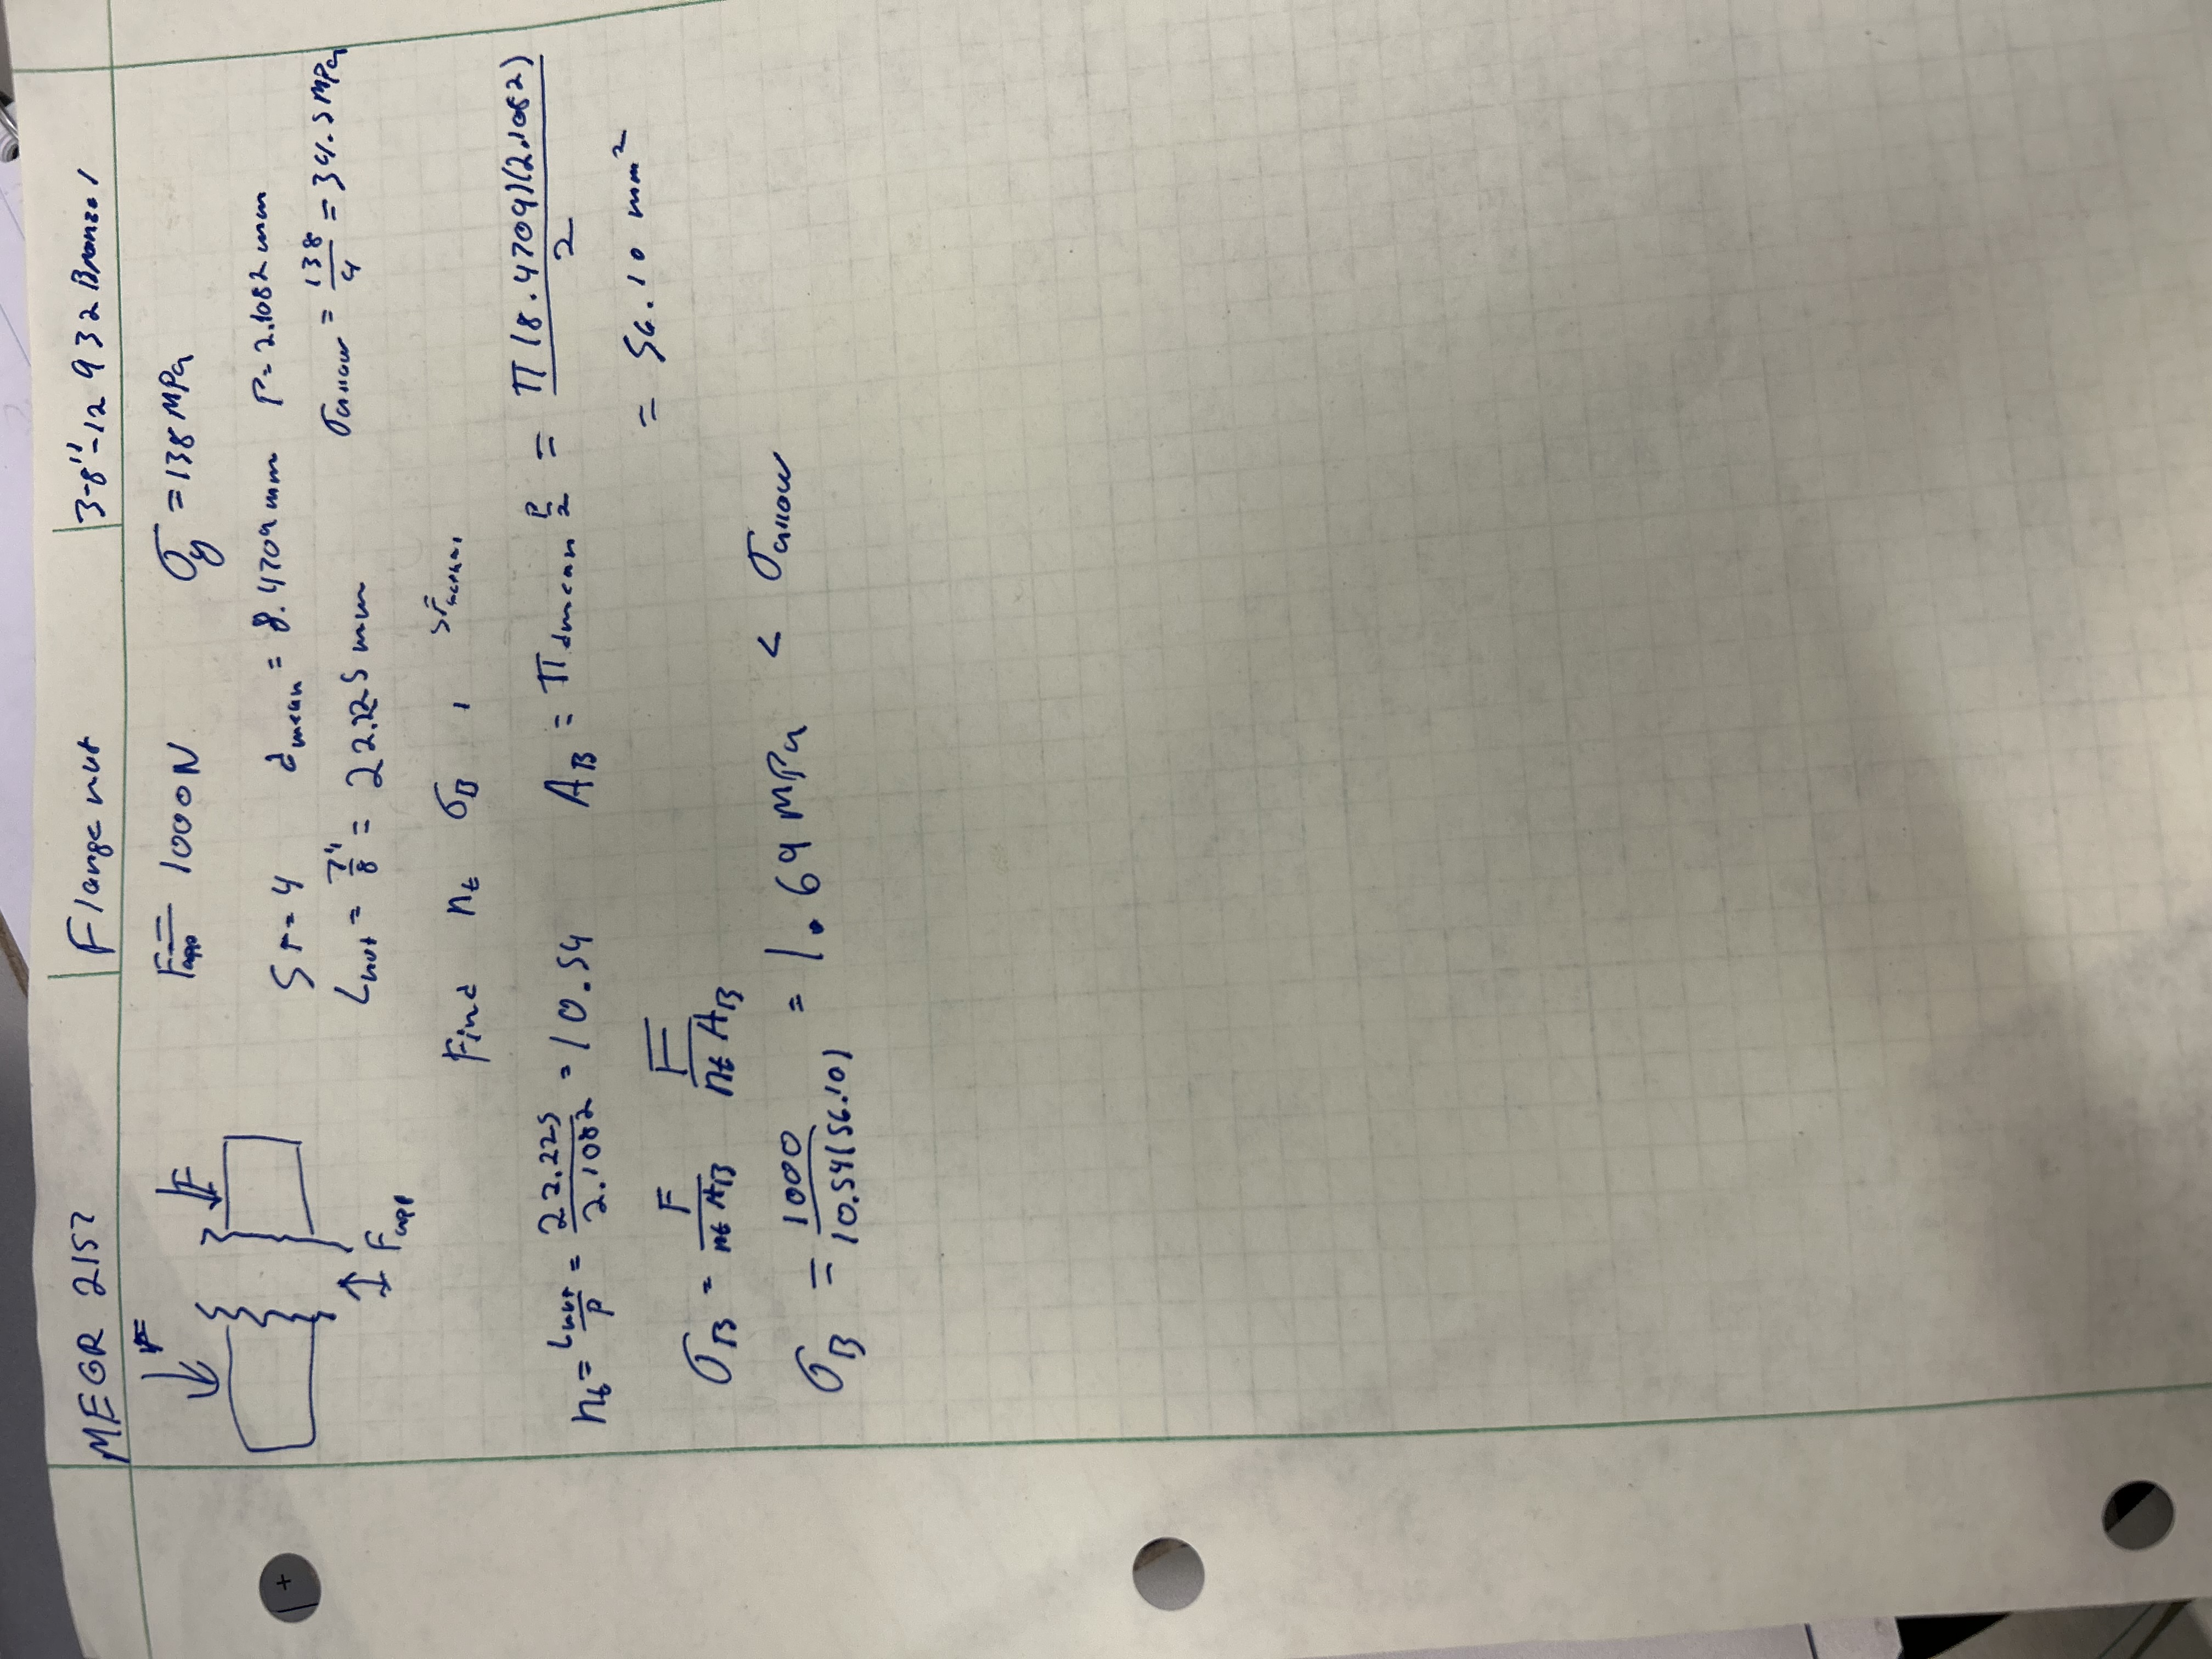 MEGR 2157 Flange nut 3-8"-12 932 Bronze 1
F F Fapp = 1000N σy = 138 MPa
SF = 4 dmean = 8.4709 mm P = 2.1082 mm
Lnut = 7/8" = 22.225 mm σallow = 138/4 = 34.5 MPa
Fapp
Find nt σB , SFactual
nt = Lnut/P = 22.225/2.1082 = 10.54 AB = π dmean P/2 = π(8.4709)(2.1082)/2
= 56.10 mm²
σB = F/(nt AB) F/(nt AB)
σB = 1000/(10.54(56.10)) = 1.69 MPa < σallow